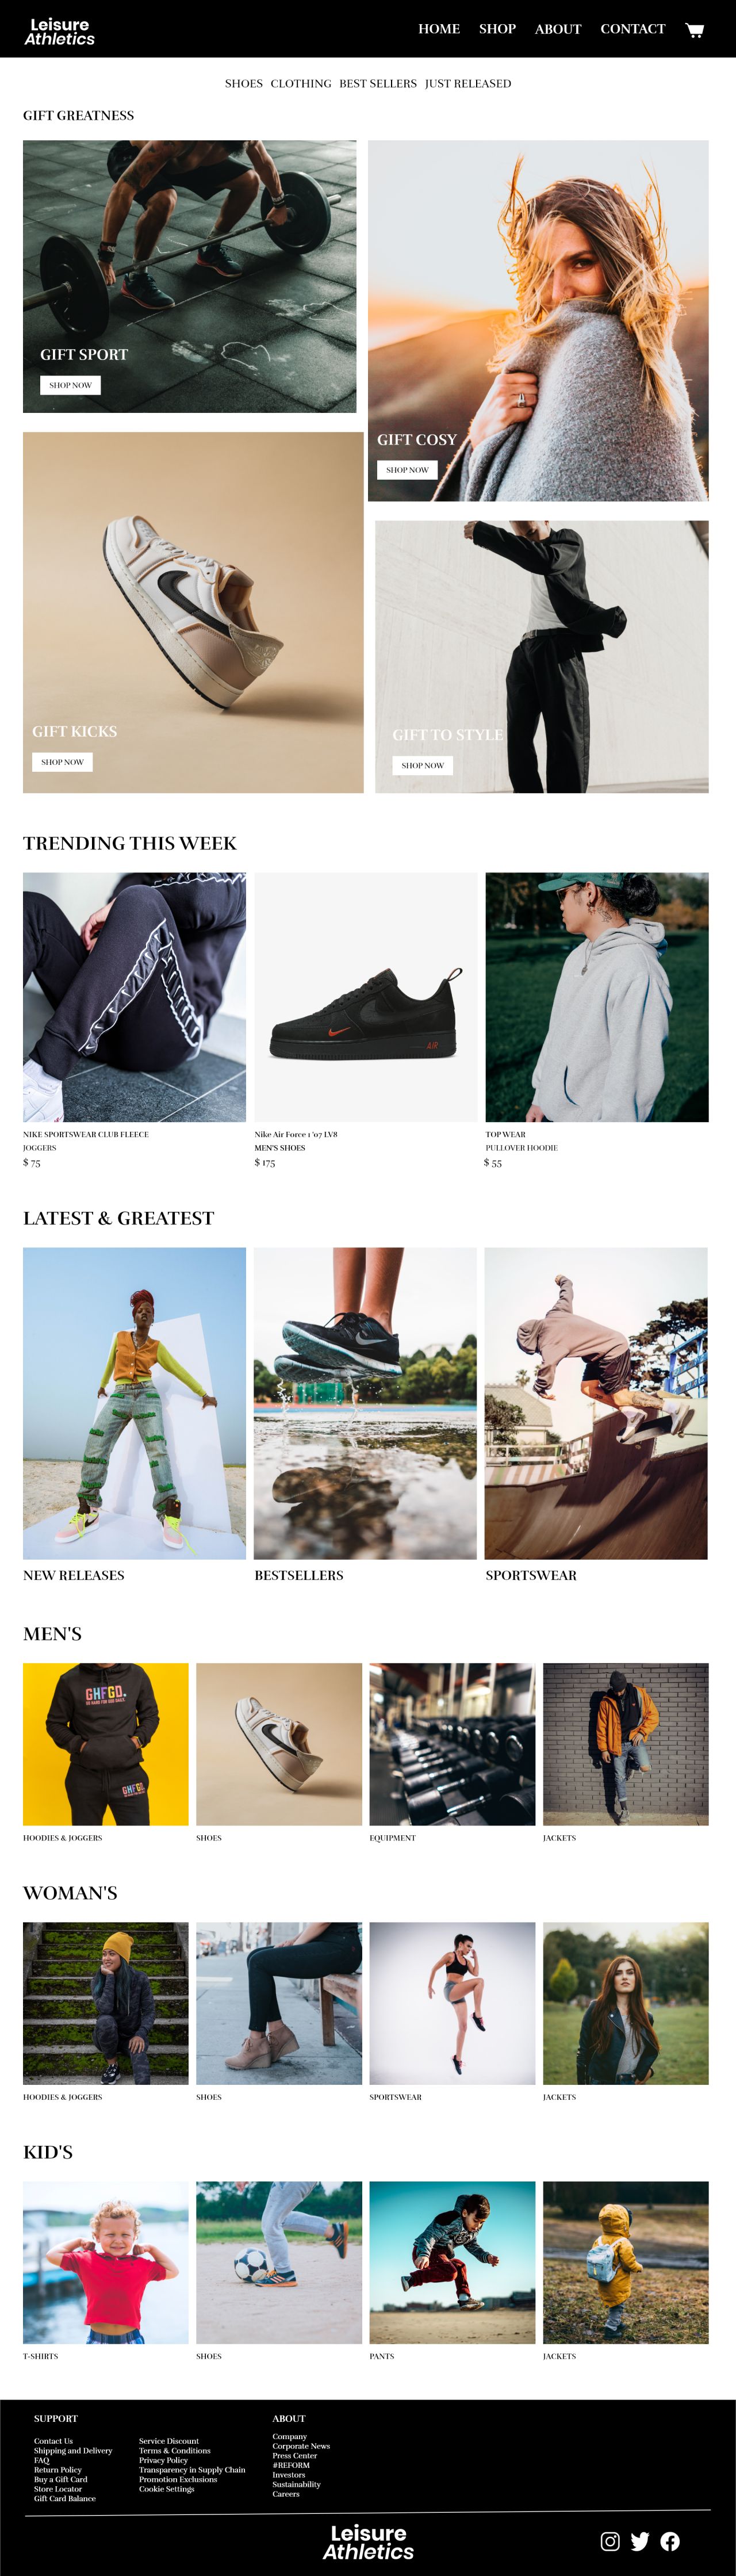 Leisure
Athletics
HOME SHOP ABOUT CONTACT
SHOES CLOTHING BEST SELLERS JUST RELEASED
GIFT GREATNESS
GIFT SPORT
SHOP NOW
GIFT COSY
SHOP NOW
GIFT KICKS
SHOP NOW
GIFT TO STYLE
SHOP NOW
TRENDING THIS WEEK
AIR
NIKE SPORTSWEAR CLUB FLEECE
JOGGERS
$ 75
Nike Air Force 1 '07 LV8
MEN'S SHOES
$ 175
TOP WEAR
PULLOVER HOODIE
$ 55
LATEST & GREATEST
NEW RELEASES
BESTSELLERS
SPORTSWEAR
MEN'S
GHFGD.
GHFGD
HOODIES & JOGGERS
SHOES
EQUIPMENT
JACKETS
WOMAN'S
HOODIES & JOGGERS
SHOES
SPORTSWEAR
JACKETS
KID'S
T-SHIRTS
SHOES
PANTS
JACKETS
SUPPORT
Contact Us
Shipping and Delivery
FAQ
Return Policy
Buy a Gift Card
Store Locator
Gift Card Balance
Service Discount
Terms & Conditions
Privacy Policy
Transparency in Supply Chain
Promotion Exclusions
Cookie Settings
ABOUT
Company
Corporate News
Press Center
#REFORM
Investors
Sustainability
Careers
Leisure
Athletics